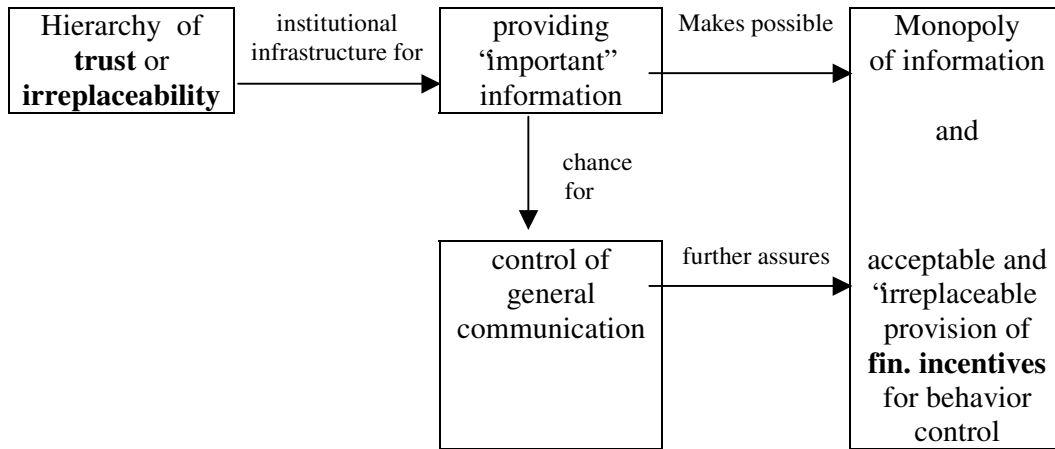 Hierarchy of
trust or
irreplaceability
institutional
infrastructure for
providing
“important”
information
Makes possible
Monopoly
of information
and
chance
for
control of
general
communication
further assures
acceptable and
“irreplaceable
provision of
fin. incentives
for behavior
control